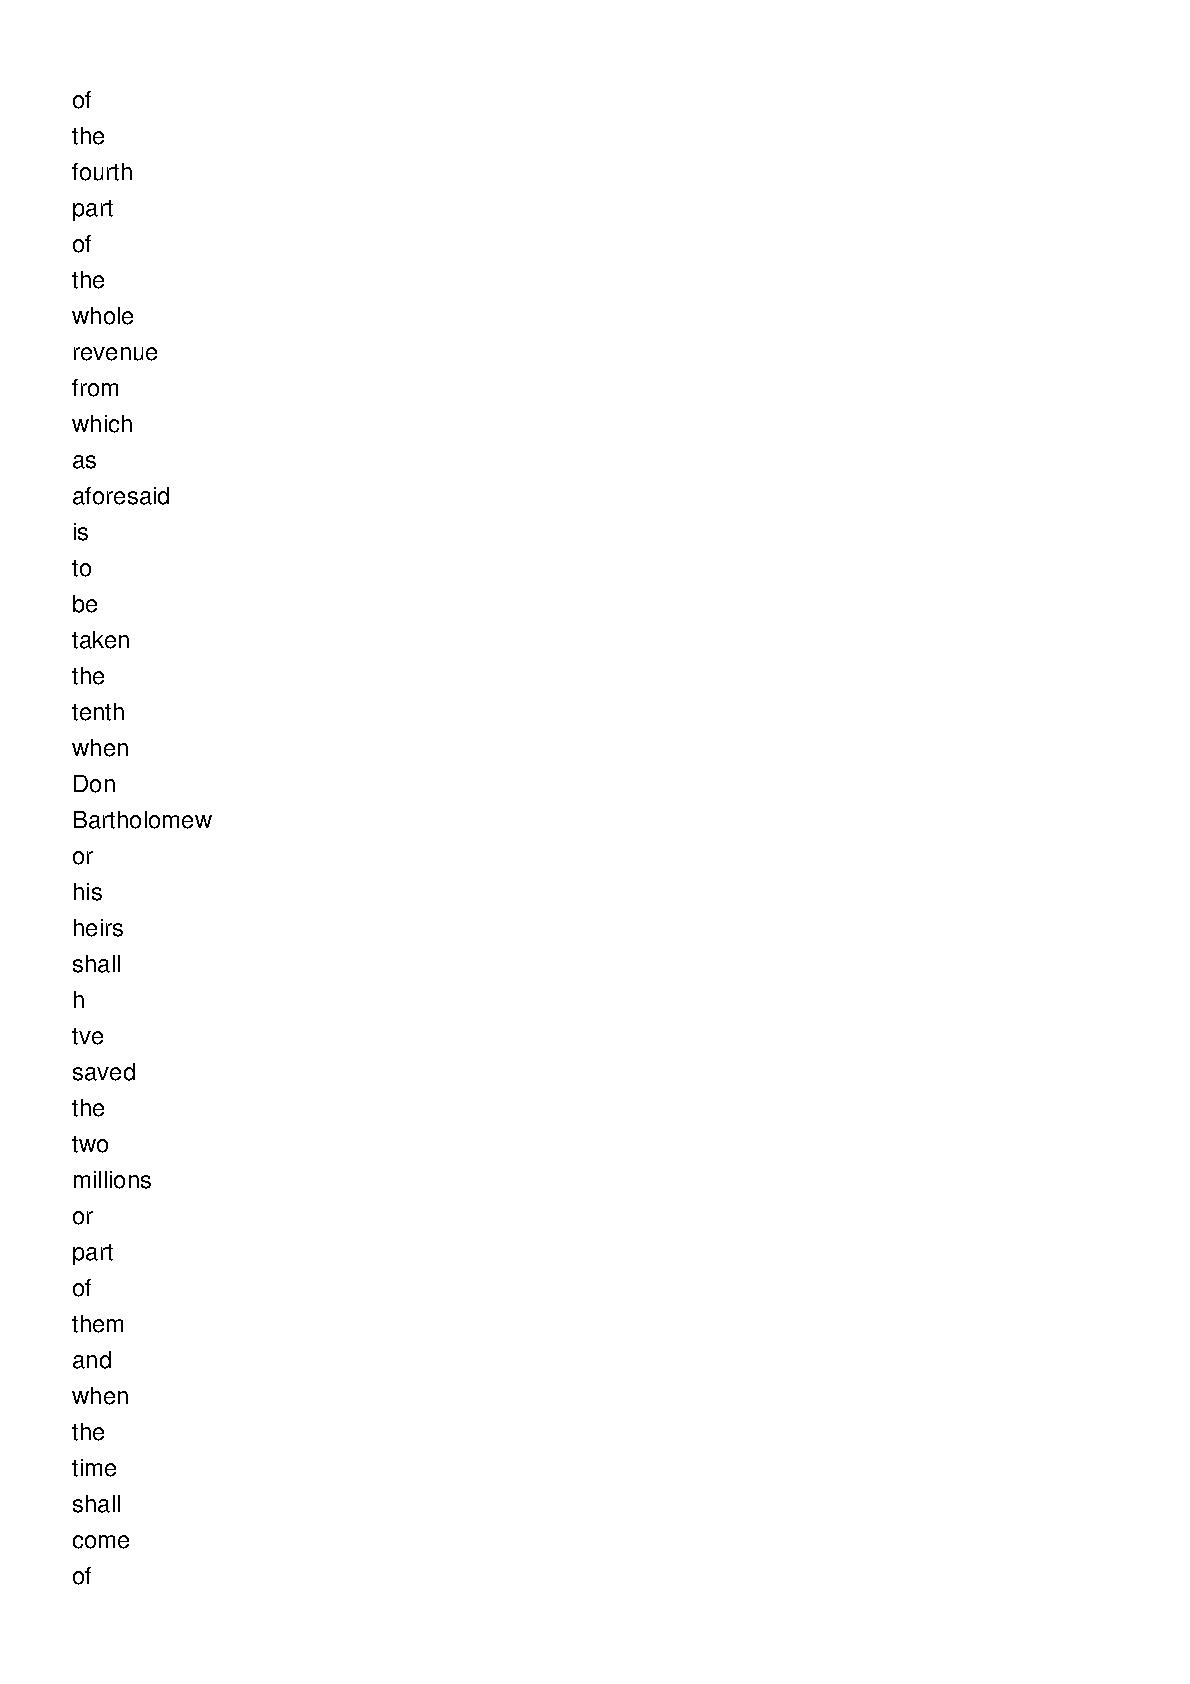 of
the
fourth
part
of
the
whole
revenue
from
which
as
aforesaid
is
to
be
taken
the
tenth
when
Don
Bartholomew
or
his
heirs
shall
h
tve
saved
the
two
millions
or
part
of
them
and
when
the
time
shall
come
of